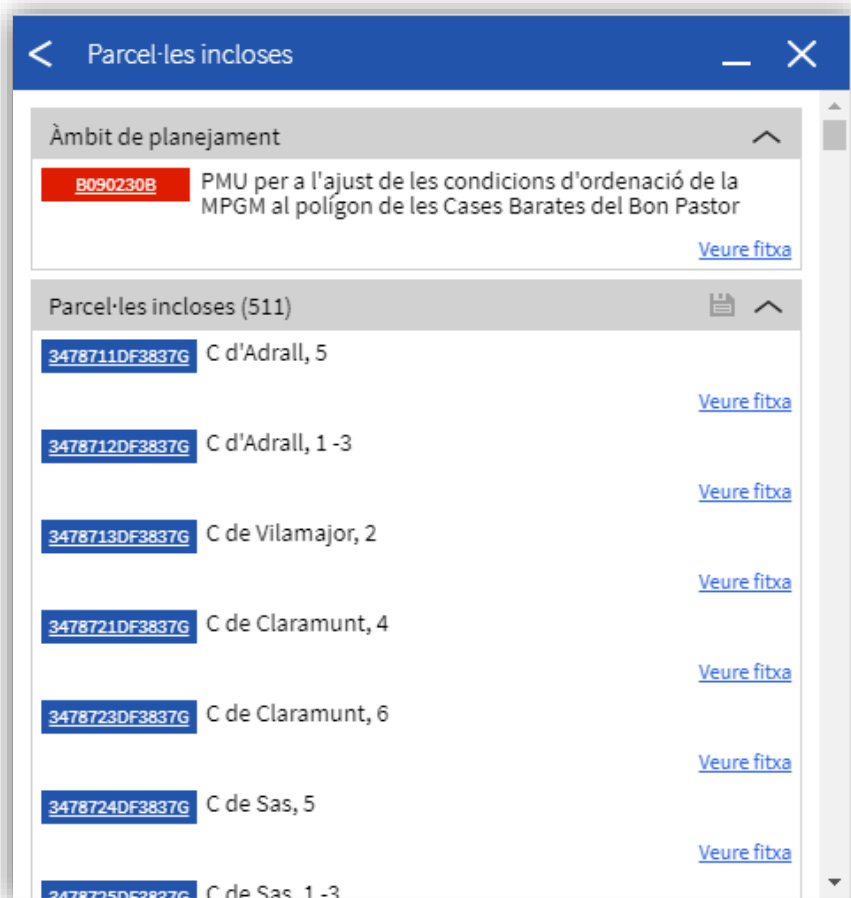 Parcel·les incloses
Àmbit de planejament
B090230B PMU per a l'ajust de les condicions d'ordenació de la
MPGM al polígon de les Cases Barates del Bon Pastor
Veure fitxa
Parcel·les incloses (511)
3478711DF3837G C d'Adrall, 5
Veure fitxa
3478712DF3837G C d'Adrall, 1 -3
Veure fitxa
3478713DF3837G C de Vilamajor, 2
Veure fitxa
3478721DF3837G C de Claramunt, 4
Veure fitxa
3478723DF3837G C de Claramunt, 6
Veure fitxa
3478724DF3837G C de Sas, 5
Veure fitxa
3478725DF3837G C de Sas, 1 -3